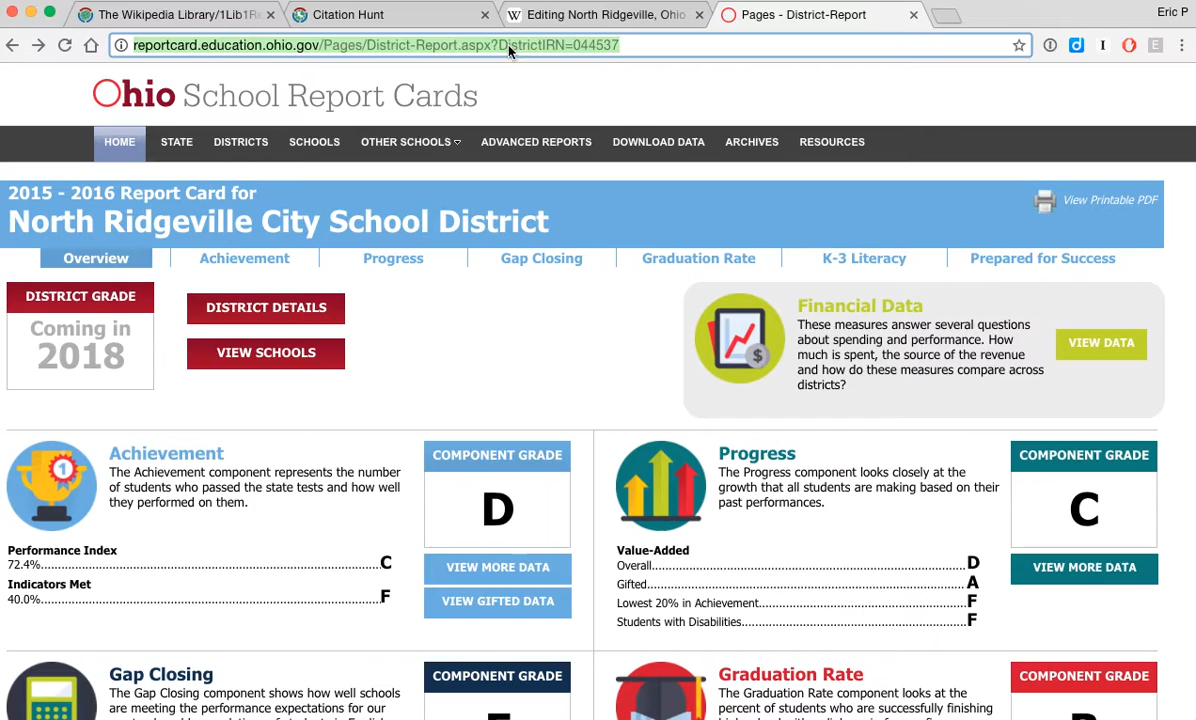 The Wikipedia Library/1Lib1R
Citation Hunt
Editing North Ridgeville, Ohio
Pages - District-Report
Eric P
reportcard.education.ohio.gov/Pages/District-Report.aspx?DistrictIRN=044537
Ohio School Report Cards
HOME STATE DISTRICTS SCHOOLS OTHER SCHOOLS ADVANCED REPORTS DOWNLOAD DATA ARCHIVES RESOURCES
2015 - 2016 Report Card for
North Ridgeville City School District
View Printable PDF
Overview Achievement Progress Gap Closing Graduation Rate K-3 Literacy Prepared for Success
DISTRICT GRADE
Coming in
2018
DISTRICT DETAILS
VIEW SCHOOLS
Financial Data
These measures answer several questions
about spending and performance. How
much is spent, the source of the revenue
and how do these measures compare across
districts?
VIEW DATA
Achievement
The Achievement component represents the number
of students who passed the state tests and how well
they performed on them.
COMPONENT GRADE
D
Performance Index
72.4% C
Indicators Met
40.0% F
VIEW MORE DATA
VIEW GIFTED DATA
Progress
The Progress component looks closely at the
growth that all students are making based on their
past performances.
COMPONENT GRADE
C
Value-Added
Overall D
Gifted A
Lowest 20% in Achievement F
Students with Disabilities F
VIEW MORE DATA
Gap Closing
The Gap Closing component shows how well schools
are meeting the performance expectations for our
COMPONENT GRADE
Graduation Rate
The Graduation Rate component looks at the
percent of students who are successfully finishing
COMPONENT GRADE